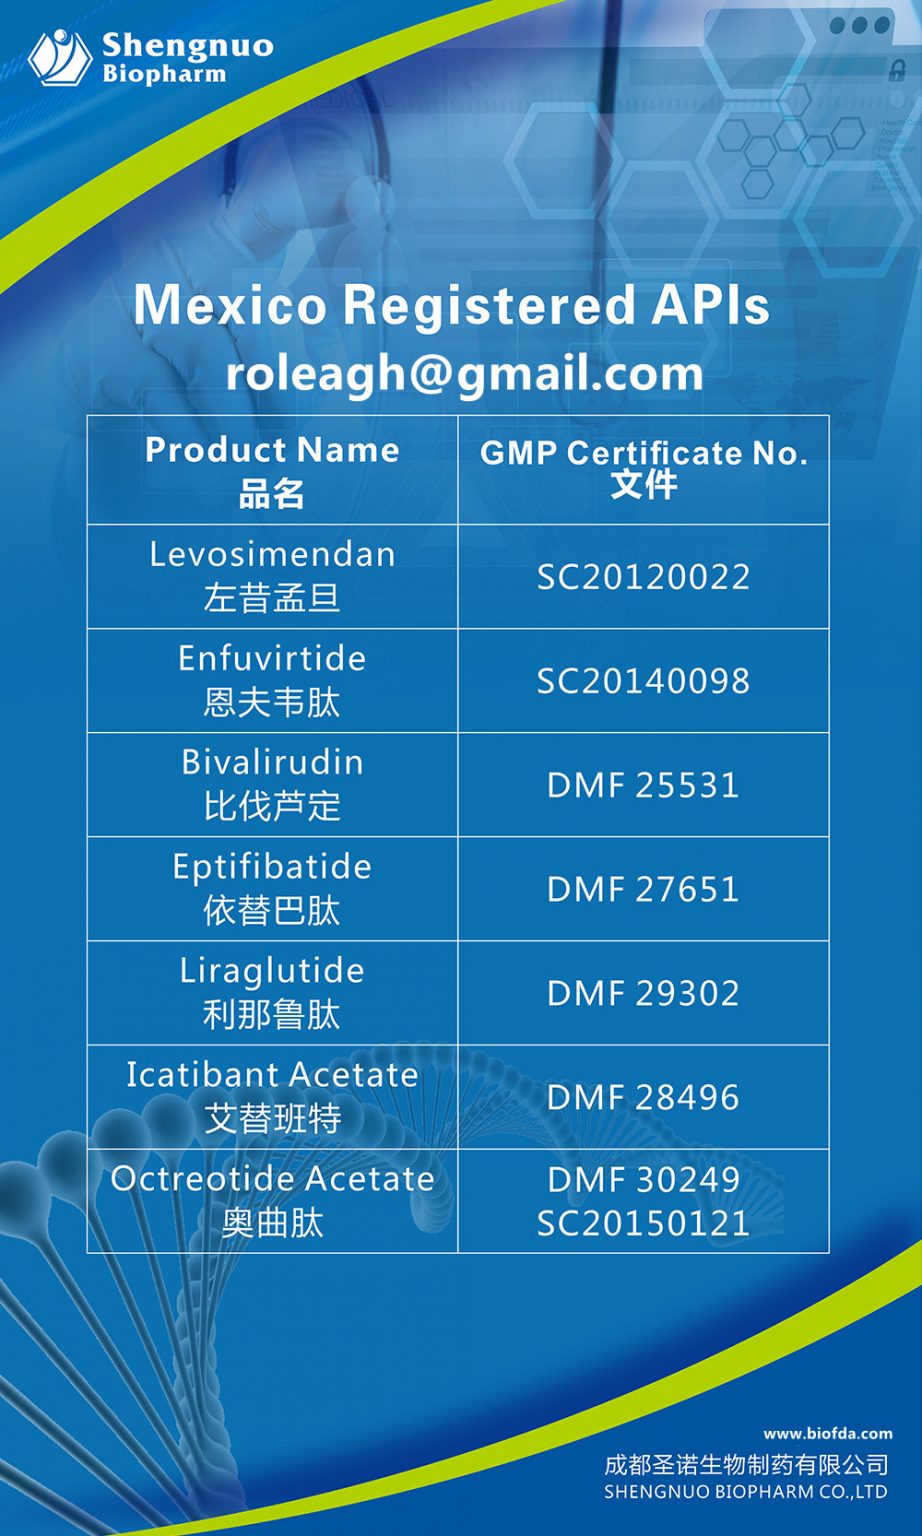 Shengnuo
Biopharm
MEDICAL
Mexico Registered APIs
roleagh@gmail.com
Product Name
品名
GMP Certificate No.
文件
Levosimendan
左昔孟旦
SC20120022
Enfuvirtide
恩夫韦肽
SC20140098
Bivalirudin
比伐芦定
DMF 25531
Eptifibatide
依替巴肽
DMF 27651
Liraglutide
利那鲁肽
DMF 29302
Icatibant Acetate
艾替班特
DMF 28496
Octreotide Acetate
奥曲肽
DMF 30249
SC20150121
www.biofda.com
成都圣诺生物制药有限公司
SHENGNUO BIOPHARM CO.,LTD